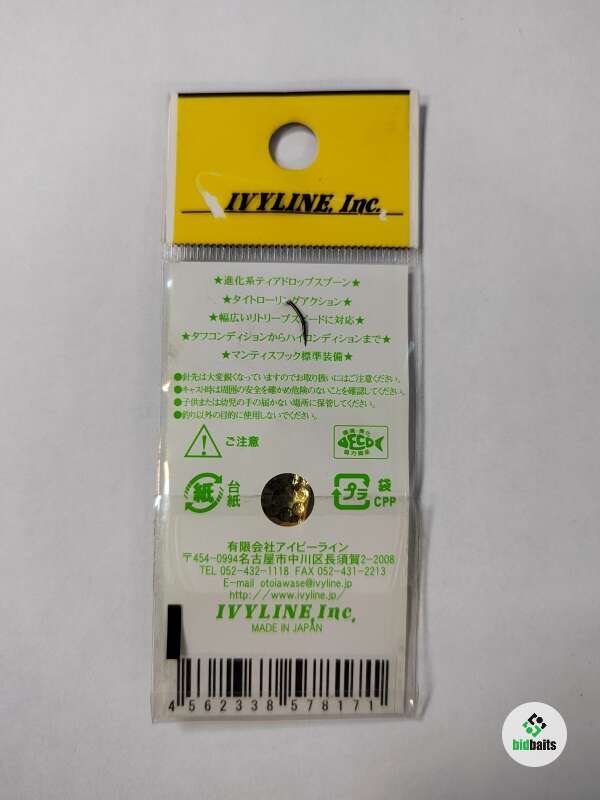 IVYLINE, Inc.
★進化系ティアドロップスプーン★
★タイトローリングアクション★
★幅広いリトリーブスピードに対応★
★タフコンディションからハイコンディションまで★
★マンティスフック標準装備★
●針先は大変鋭くなっていますのでお取り扱いにはご注意ください。
●キャスト時は周囲の安全を確かめ危険のないことを確認してください。
●子供または幼児の手の届かない場所に保管してください。
●釣り以外の目的に使用しないでください。
ご注意
ECO
紙
台紙
プラ
袋
CPP
有限会社アイビーライン
〒454-0994名古屋市中川区長須賀2-2008
TEL 052-432-1118 FAX 052-431-2213
E-mail otoiawase@ivyline.jp
http://www.ivyline.jp/
IVYLINE, Inc,
MADE IN JAPAN
4 562338 578171
bidbaits